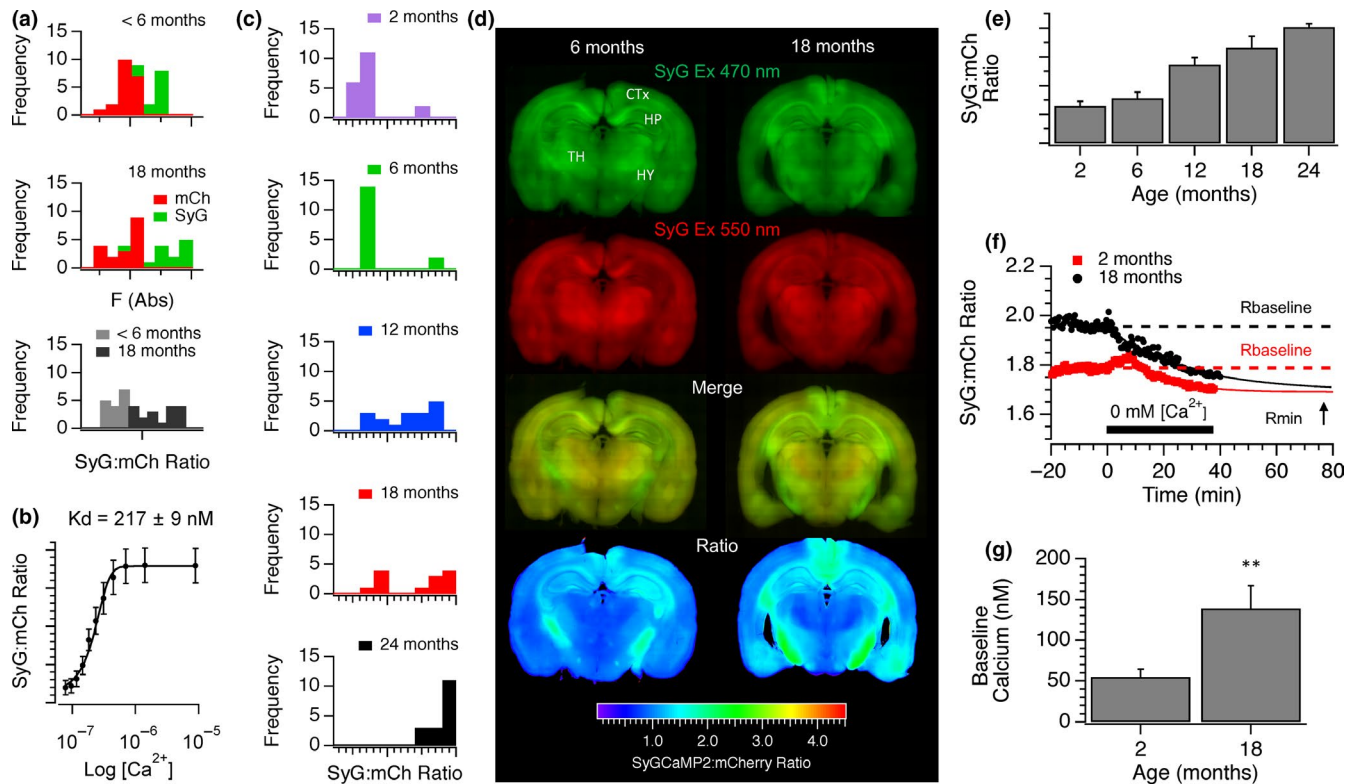 (a)
< 6 months
Frequency
15
10
5
0
18 months
mCh
SyG
Frequency
15
10
5
0
F (Abs)
< 6 months
18 months
Frequency
15
10
5
0
SyG:mCh Ratio
(b)
Kd = 217 ± 9 nM
SyG:mCh Ratio
10⁻⁷
10⁻⁶
10⁻⁵
Log [Ca²⁺]
(c)
2 months
Frequency
15
10
5
0
6 months
Frequency
15
10
5
0
12 months
Frequency
15
10
5
0
18 months
Frequency
15
10
5
0
24 months
Frequency
15
10
5
0
SyG:mCh Ratio
(d)
6 months
18 months
SyG Ex 470 nm
CTx
HP
TH
HY
SyG Ex 550 nm
Merge
Ratio
1.0 2.0 3.0 4.0
SyGCaMP2:mCherry Ratio
(e)
SyG:mCh
Ratio
2 6 12 18 24
Age (months)
(f)
2 months
18 months
SyG:mCh Ratio
2.2
2.0
1.8
1.6
Rbaseline
Rbaseline
0 mM [Ca²⁺]
Rmin
-20 0 20 40 60 80
Time (min)
(g)
Baseline
Calcium (nM)
200
150
100
50
0
**
2 18
Age (months)